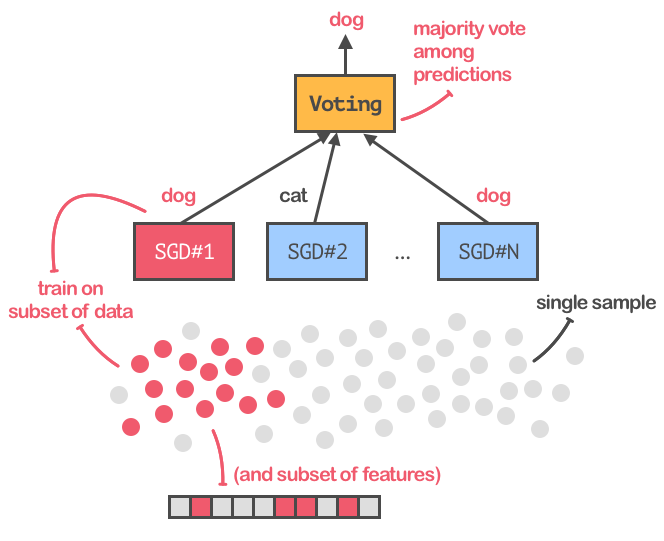 dog
majority vote
among
predictions
Voting
dog
cat
dog
SGD#1
SGD#2
...
SGD#N
train on
subset of data
single sample
(and subset of features)